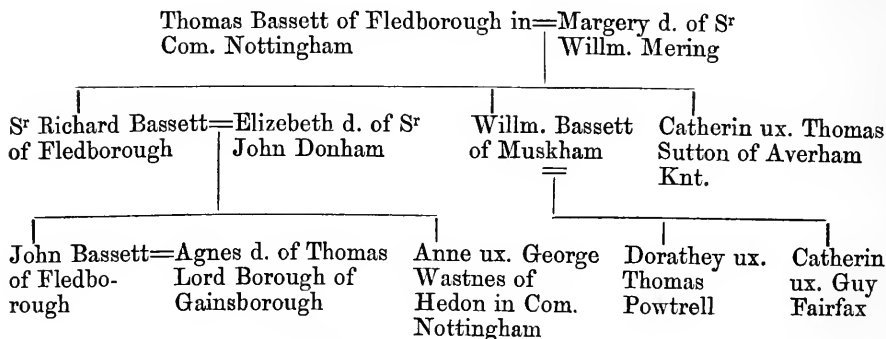 Thomas Bassett of Fledborough in=Margery d. of Sʳ
Com. Nottingham Willm. Mering
Sʳ Richard Bassett=Elizebeth d. of Sʳ
of Fledborough John Donham
Willm. Bassett
of Muskham
=
Catherin ux. Thomas
Sutton of Averham
Knt.
John Bassett=Agnes d. of Thomas
of Fledbo- Lord Borough of
rough Gainsborough
Anne ux. George
Wastnes of
Hedon in Com.
Nottingham
Dorathey ux.
Thomas
Powtrell
Catherin
ux. Guy
Fairfax